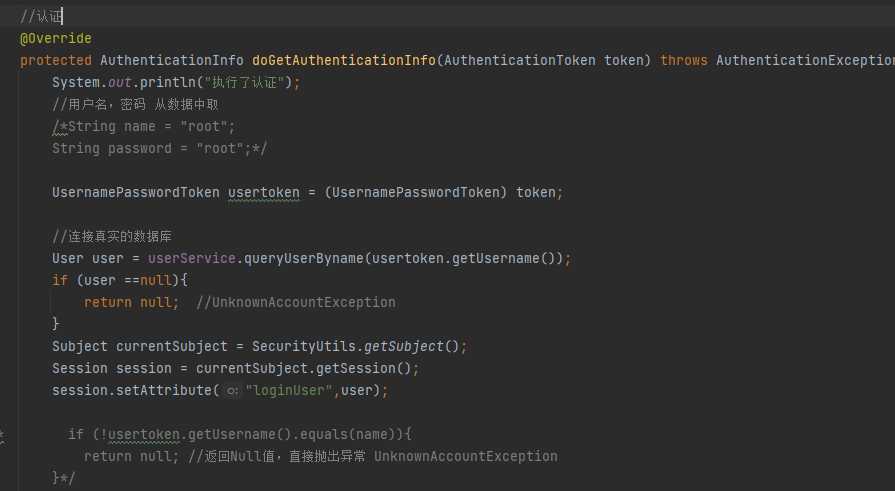 //认证
@Override
protected AuthenticationInfo doGetAuthenticationInfo(AuthenticationToken token) throws AuthenticationException
System.out.println("执行了认证");
//用户名，密码 从数据中取
/*String name = "root";
String password = "root";*/
UsernamePasswordToken usertoken = (UsernamePasswordToken) token;
//连接真实的数据库
User user = userService.queryUserByname(usertoken.getUsername());
if (user ==null){
return null;  //UnknownAccountException
}
Subject currentSubject = SecurityUtils.getSubject();
Session session = currentSubject.getSession();
session.setAttribute( o: "loginUser",user);
* if (!usertoken.getUsername().equals(name)){
return null; //返回Null值，直接抛出异常 UnknownAccountException
}*/